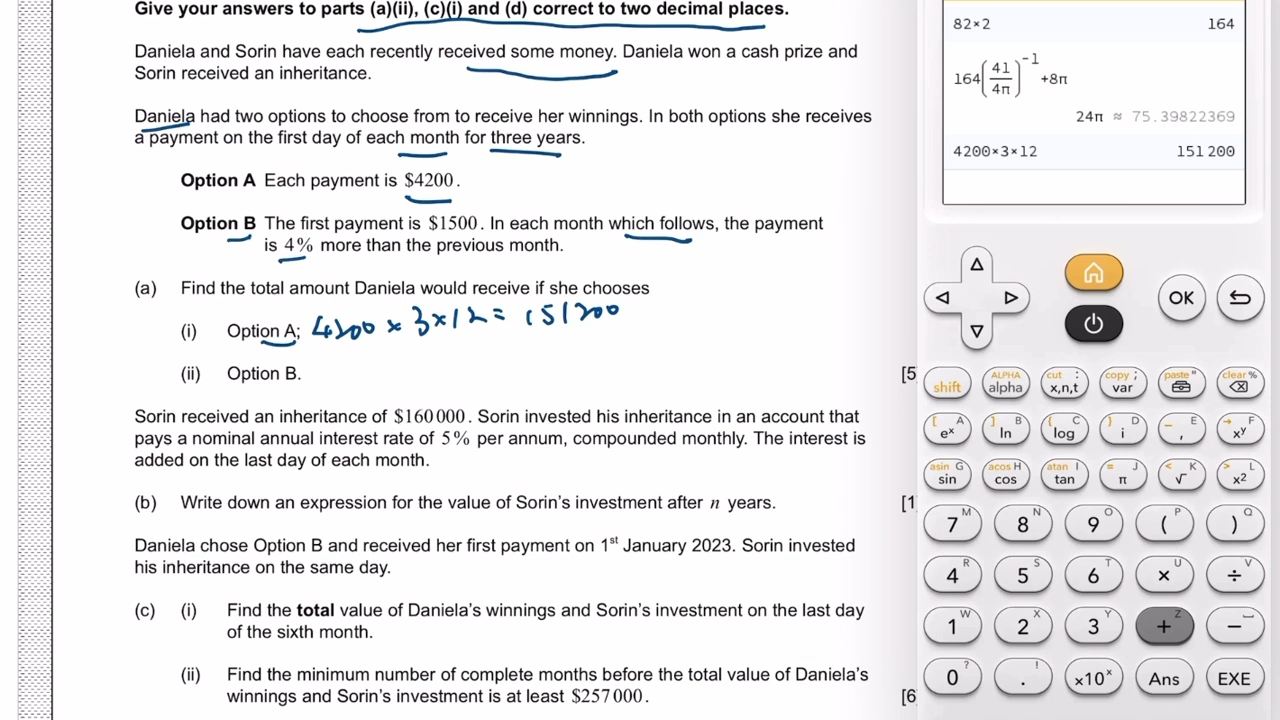 Give your answers to parts (a)(ii), (c)(i) and (d) correct to two decimal places.
Daniela and Sorin have each recently received some money. Daniela won a cash prize and
Sorin received an inheritance.
Daniela had two options to choose from to receive her winnings. In both options she receives
a payment on the first day of each month for three years.
Option A Each payment is $4200.
Option B The first payment is $1500. In each month which follows, the payment
is 4% more than the previous month.
(a) Find the total amount Daniela would receive if she chooses
(i) Option A; 4200 × 3 × 12 = 151200
(ii) Option B. [5
Sorin received an inheritance of $160000. Sorin invested his inheritance in an account that
pays a nominal annual interest rate of 5% per annum, compounded monthly. The interest is
added on the last day of each month.
(b) Write down an expression for the value of Sorin's investment after n years. [1
Daniela chose Option B and received her first payment on 1st January 2023. Sorin invested
his inheritance on the same day.
(c) (i) Find the total value of Daniela's winnings and Sorin's investment on the last day
of the sixth month.
(ii) Find the minimum number of complete months before the total value of Daniela's
winnings and Sorin's investment is at least $257000. [6
82×2 164
164(41/4π)⁻¹+8π
24π ≈ 75.39822369
4200×3×12 151200
OK
ALPHA cut : copy ; paste " clear %
shift alpha x,n,t var
[ A ] B { C } D E → F
eˣ ln log i , xʸ
asin G acos H atan I = J < K > L
sin cos tan π √ x²
M N O P Q
7 8 9 ( )
R S T U V
4 5 6 × ÷
W X Y Z
1 2 3 + −
? !
0 . ×10ˣ Ans EXE